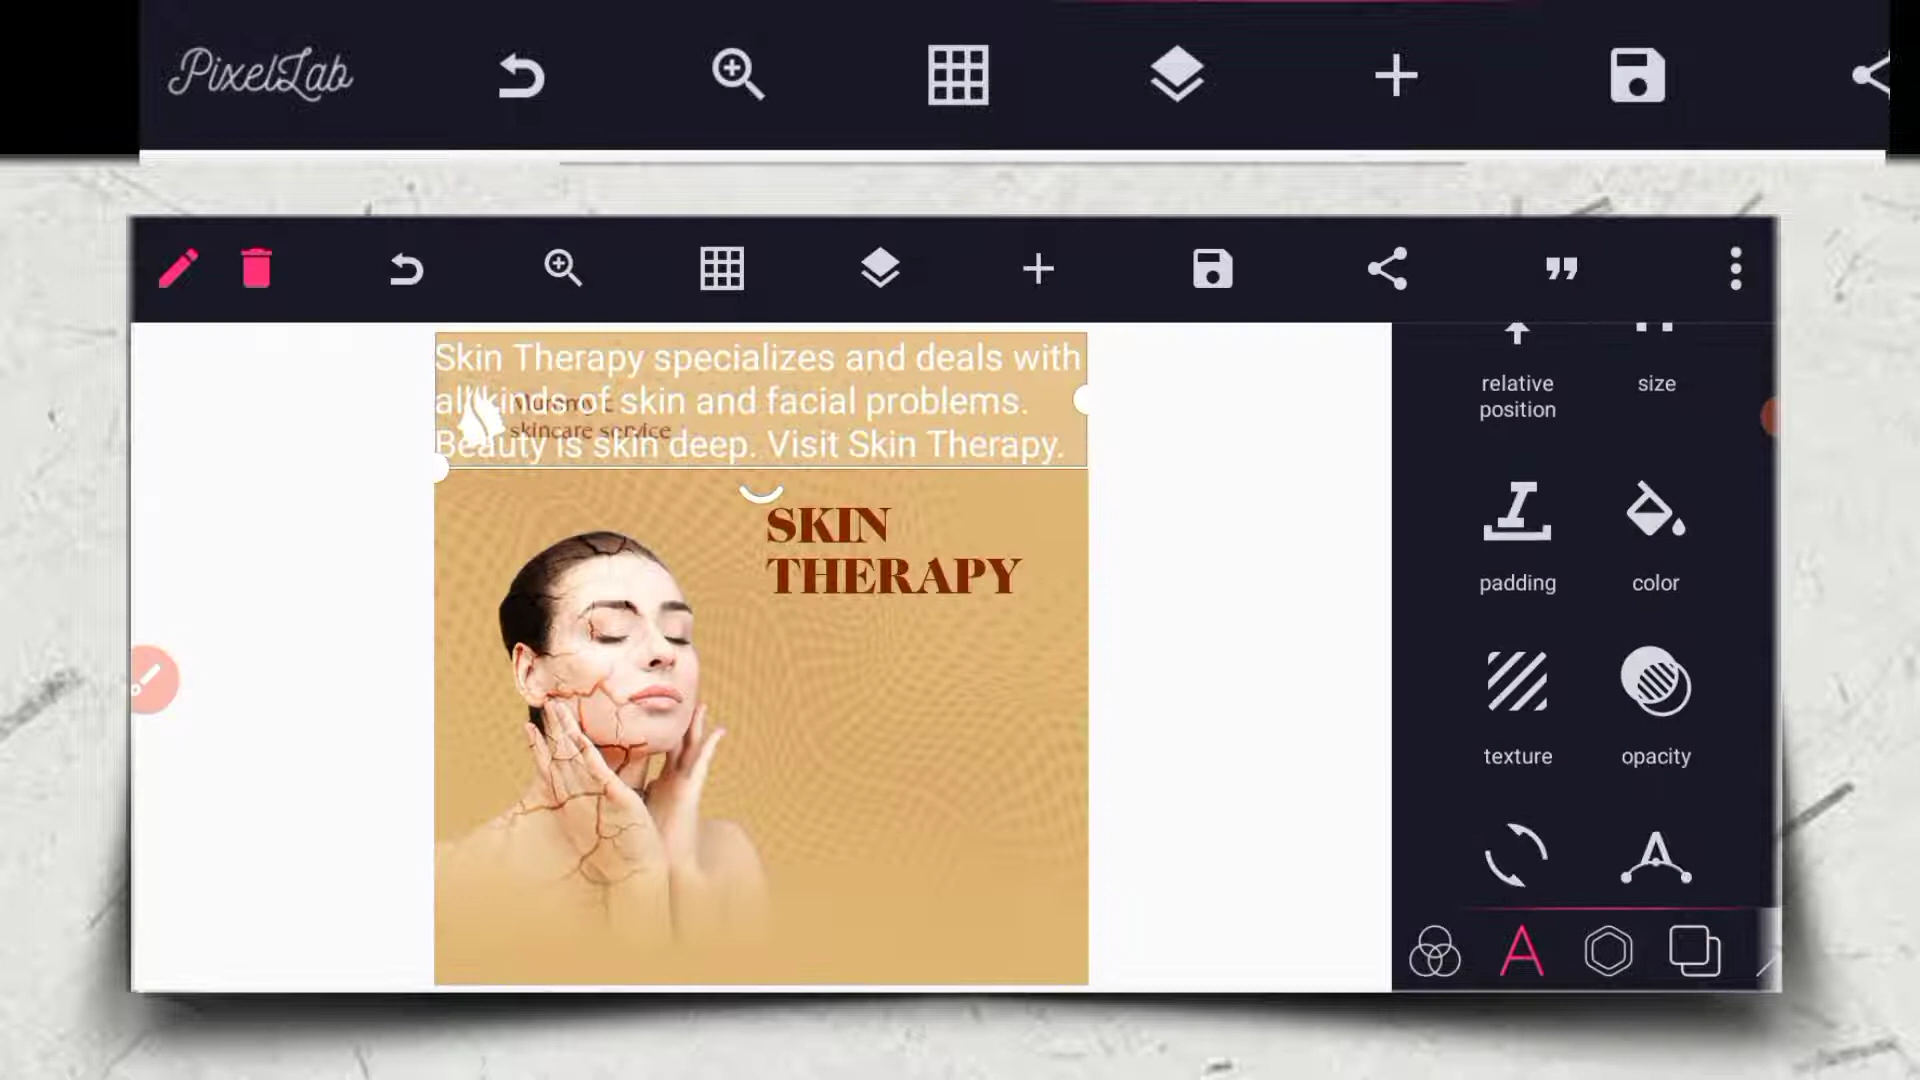 PixelLab
Skin Therapy specializes and deals with
all kinds of skin and facial problems.
Beauty is skin deep. Visit Skin Therapy.
skincare service
SKIN
THERAPY
relative
position
size
padding
color
texture
opacity